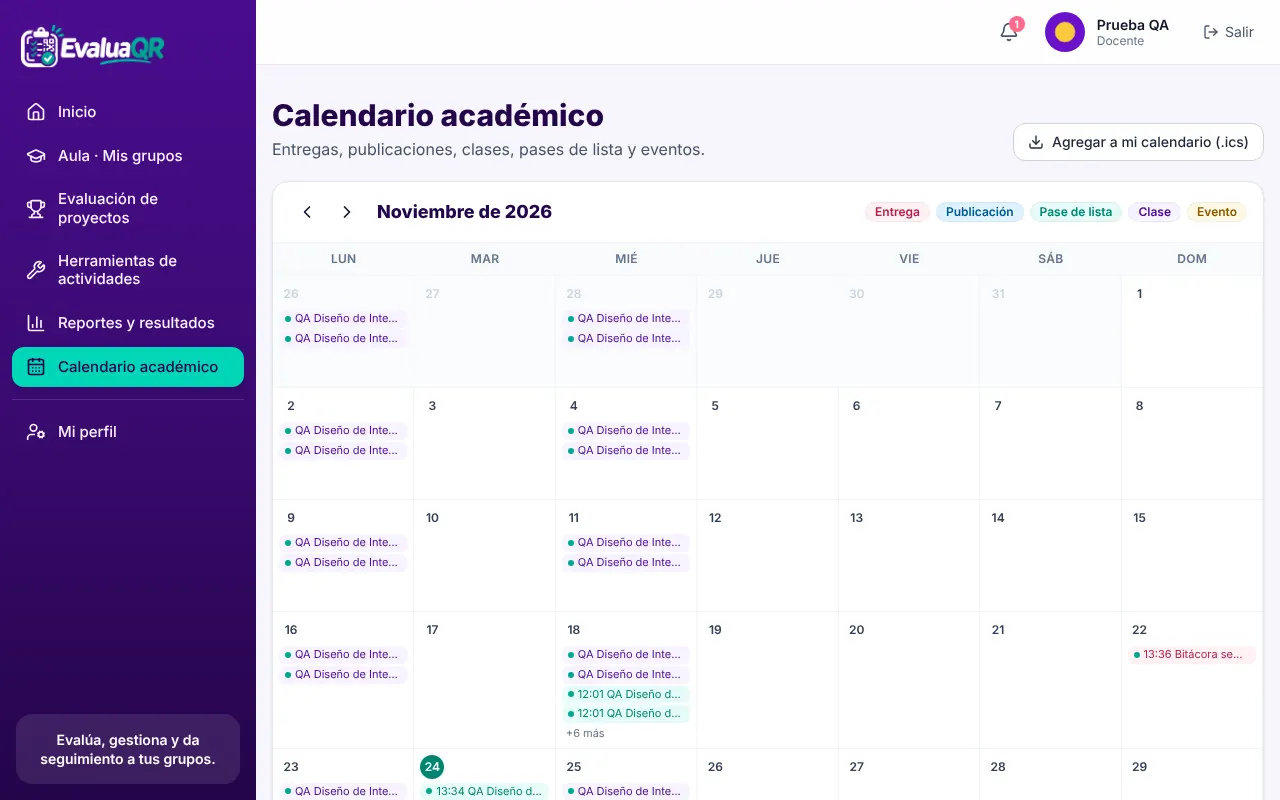 EvaluaQR
1
Prueba QA
Docente
Salir
Inicio
Aula · Mis grupos
Evaluación de
proyectos
Herramientas de
actividades
Reportes y resultados
Calendario académico
Mi perfil
Evalúa, gestiona y da
seguimiento a tus grupos.
Calendario académico
Entregas, publicaciones, clases, pases de lista y eventos.
Agregar a mi calendario (.ics)
Noviembre de 2026
Entrega Publicación Pase de lista Clase Evento
LUN MAR MIÉ JUE VIE SÁB DOM
26 27 28 29 30 31 1
QA Diseño de Inte... QA Diseño de Inte...
QA Diseño de Inte... QA Diseño de Inte...
2 3 4 5 6 7 8
QA Diseño de Inte... QA Diseño de Inte...
QA Diseño de Inte... QA Diseño de Inte...
9 10 11 12 13 14 15
QA Diseño de Inte... QA Diseño de Inte...
QA Diseño de Inte... QA Diseño de Inte...
16 17 18 19 20 21 22
QA Diseño de Inte... QA Diseño de Inte... 13:36 Bitácora se...
QA Diseño de Inte... QA Diseño de Inte...
12:01 QA Diseño d...
12:01 QA Diseño d...
+6 más
23 24 25 26 27 28 29
QA Diseño de Inte... 13:34 QA Diseño d... QA Diseño de Inte...